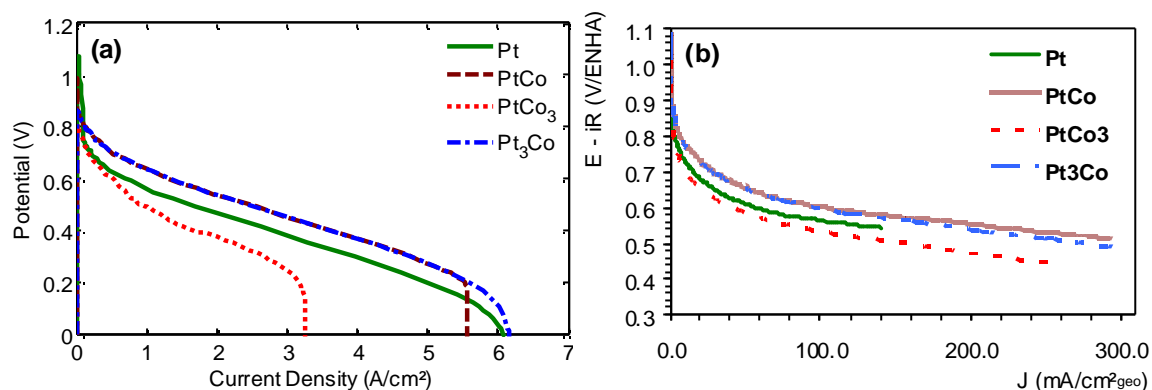 (a)
Pt
PtCo
PtCo₃
Pt₃Co
Potential (V)
1.2
1
0.8
0.6
0.4
0.2
0
0 1 2 3 4 5 6 7
Current Density (A/cm²)
(b)
Pt
PtCo
PtCo3
Pt3Co
E - iR (V/ENHA)
1.1
1.0
0.9
0.8
0.7
0.6
0.5
0.4
0.3
0.0 100.0 200.0 300.0
J (mA/cm²geo)